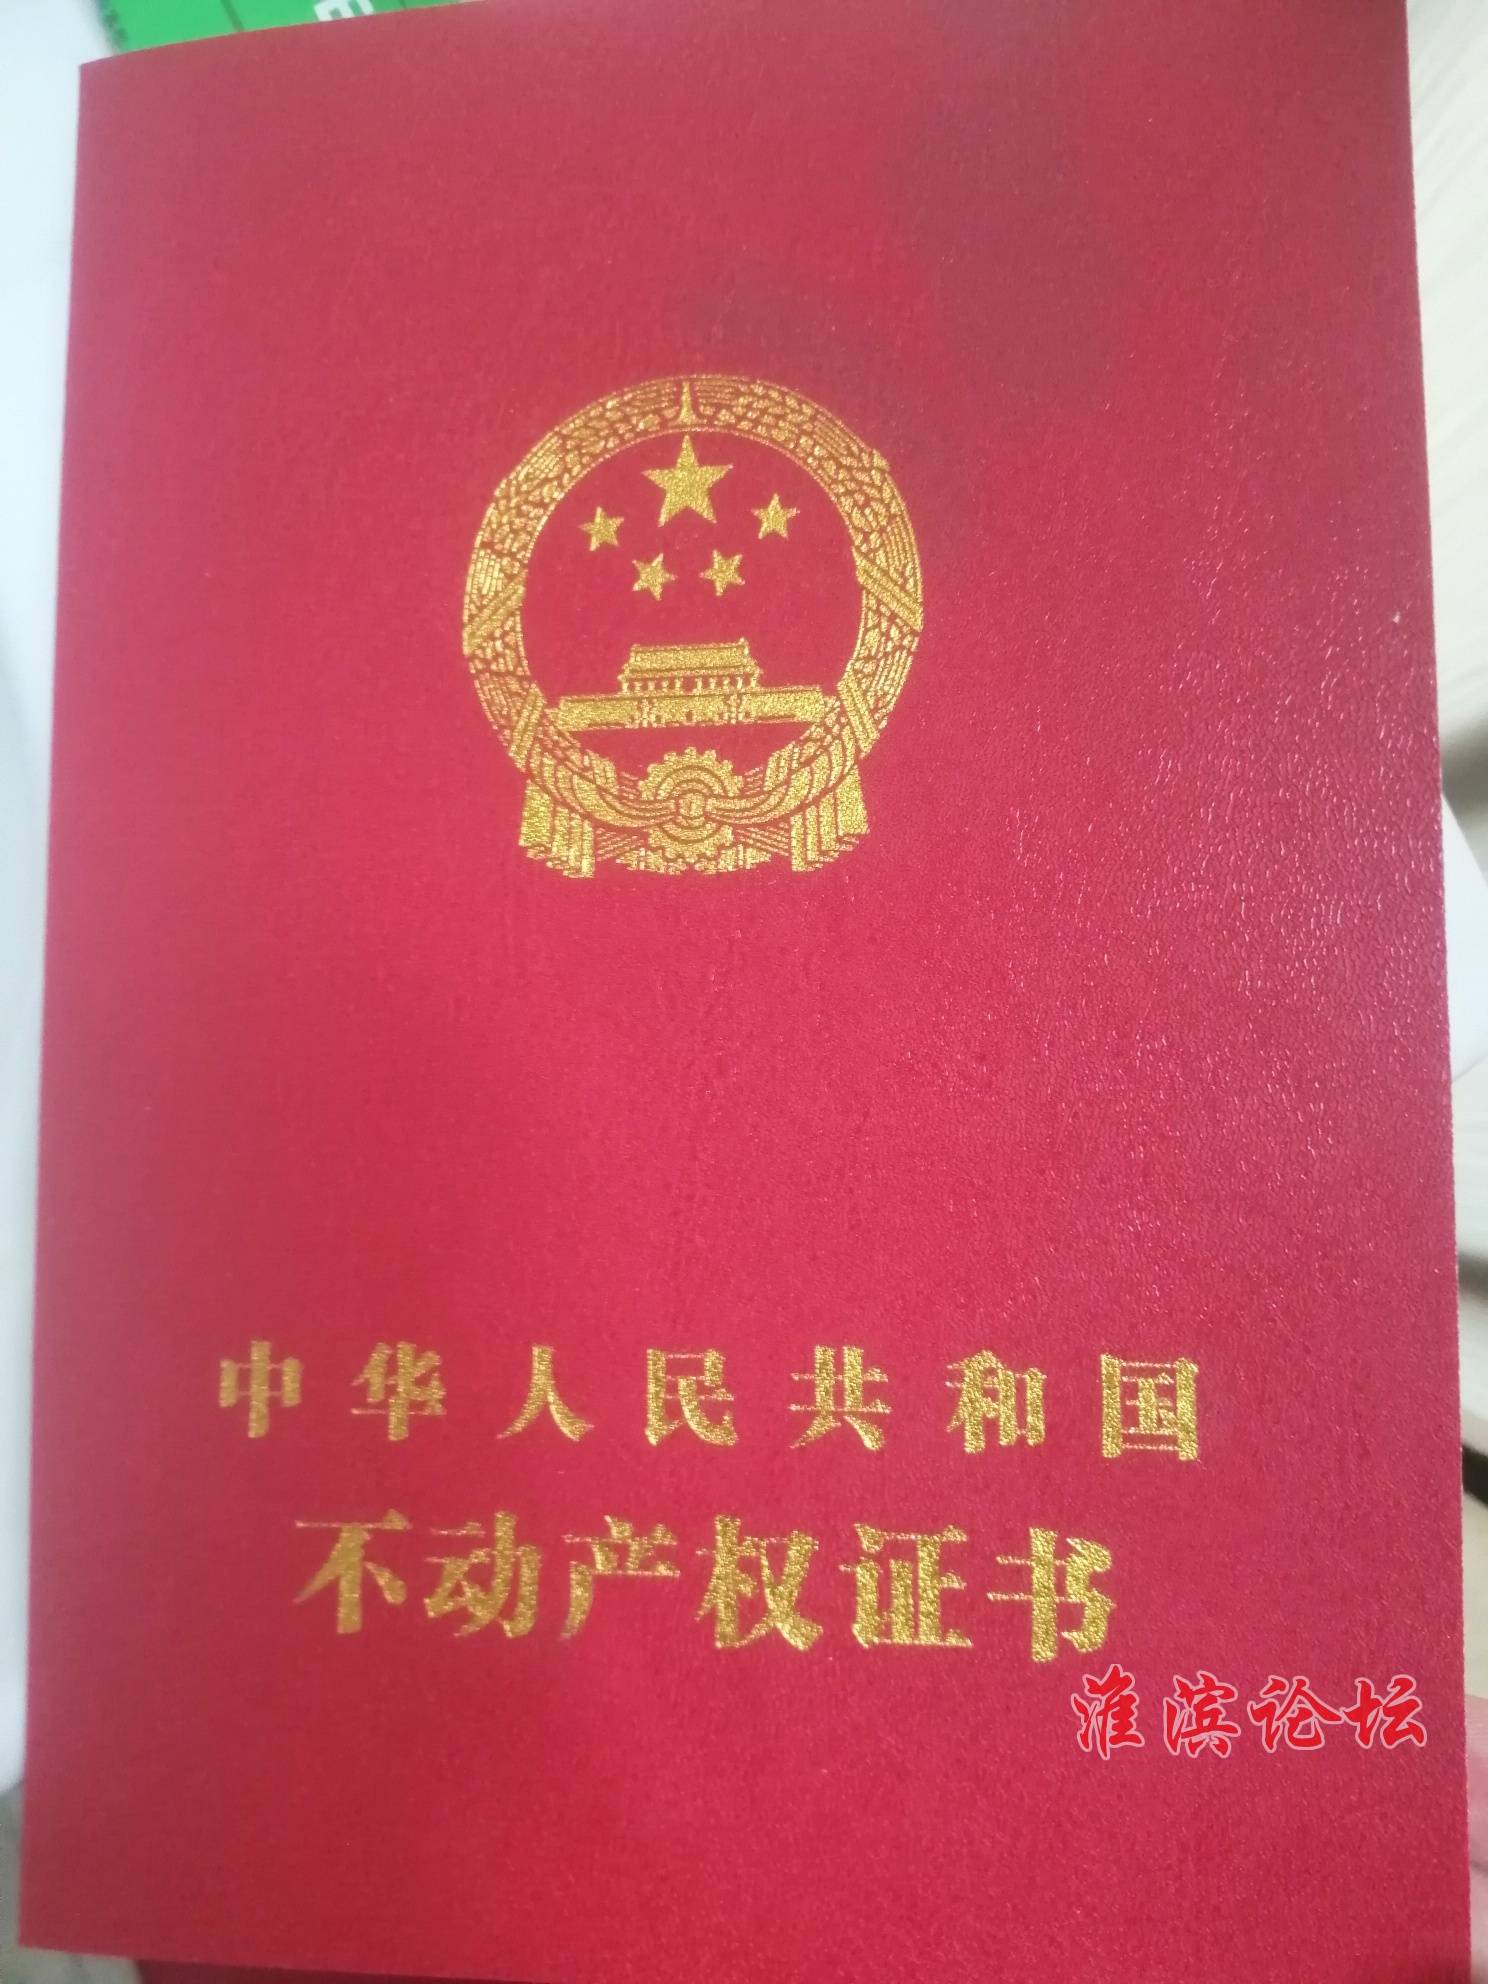 中华人民共和国
不动产权证书
淮滨论坛